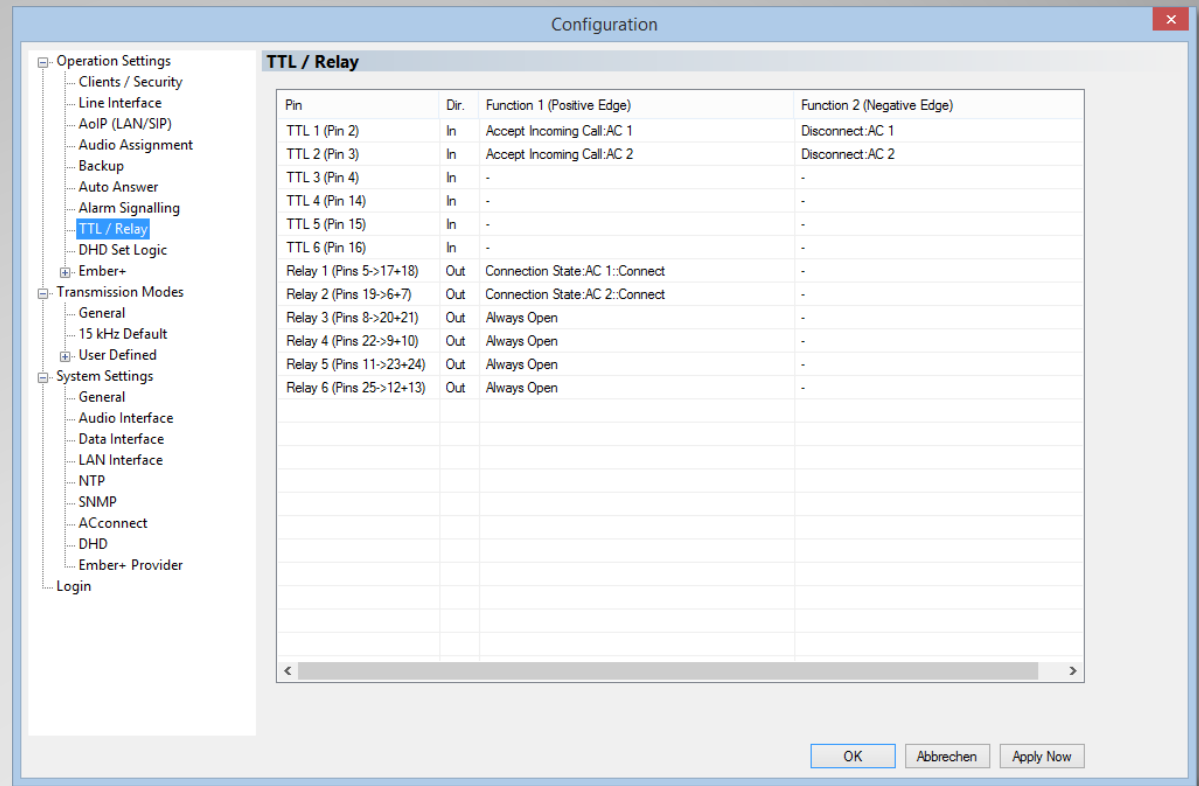 Configuration
Operation Settings
Clients / Security
Line Interface
AoIP (LAN/SIP)
Audio Assignment
Backup
Auto Answer
Alarm Signalling
TTL / Relay
DHD Set Logic
Ember+
Transmission Modes
General
15 kHz Default
User Defined
System Settings
General
Audio Interface
Data Interface
LAN Interface
NTP
SNMP
ACconnect
DHD
Ember+ Provider
Login
TTL / Relay
Pin Dir. Function 1 (Positive Edge) Function 2 (Negative Edge)
TTL 1 (Pin 2) In Accept Incoming Call:AC 1 Disconnect:AC 1
TTL 2 (Pin 3) In Accept Incoming Call:AC 2 Disconnect:AC 2
TTL 3 (Pin 4) In - -
TTL 4 (Pin 14) In - -
TTL 5 (Pin 15) In - -
TTL 6 (Pin 16) In - -
Relay 1 (Pins 5->17+18) Out Connection State:AC 1::Connect -
Relay 2 (Pins 19->6+7) Out Connection State:AC 2::Connect -
Relay 3 (Pins 8->20+21) Out Always Open -
Relay 4 (Pins 22->9+10) Out Always Open -
Relay 5 (Pins 11->23+24) Out Always Open -
Relay 6 (Pins 25->12+13) Out Always Open -
OK Abbrechen Apply Now